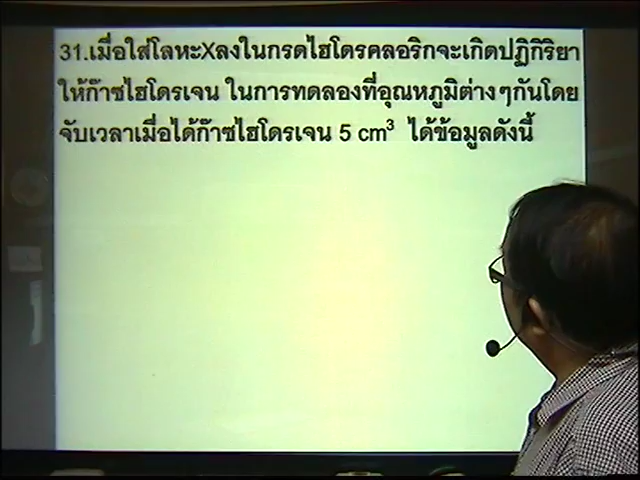 31.เมื่อใส่โลหะXลงในกรดไฮโดรคลอริกจะเกิดปฏิกิริยา
ให้ก๊าซไฮโดรเจน ในการทดลองที่อุณหภูมิต่างๆกันโดย
จับเวลาเมื่อได้ก๊าซไฮโดรเจน 5 cm³ ได้ข้อมูลดังนี้